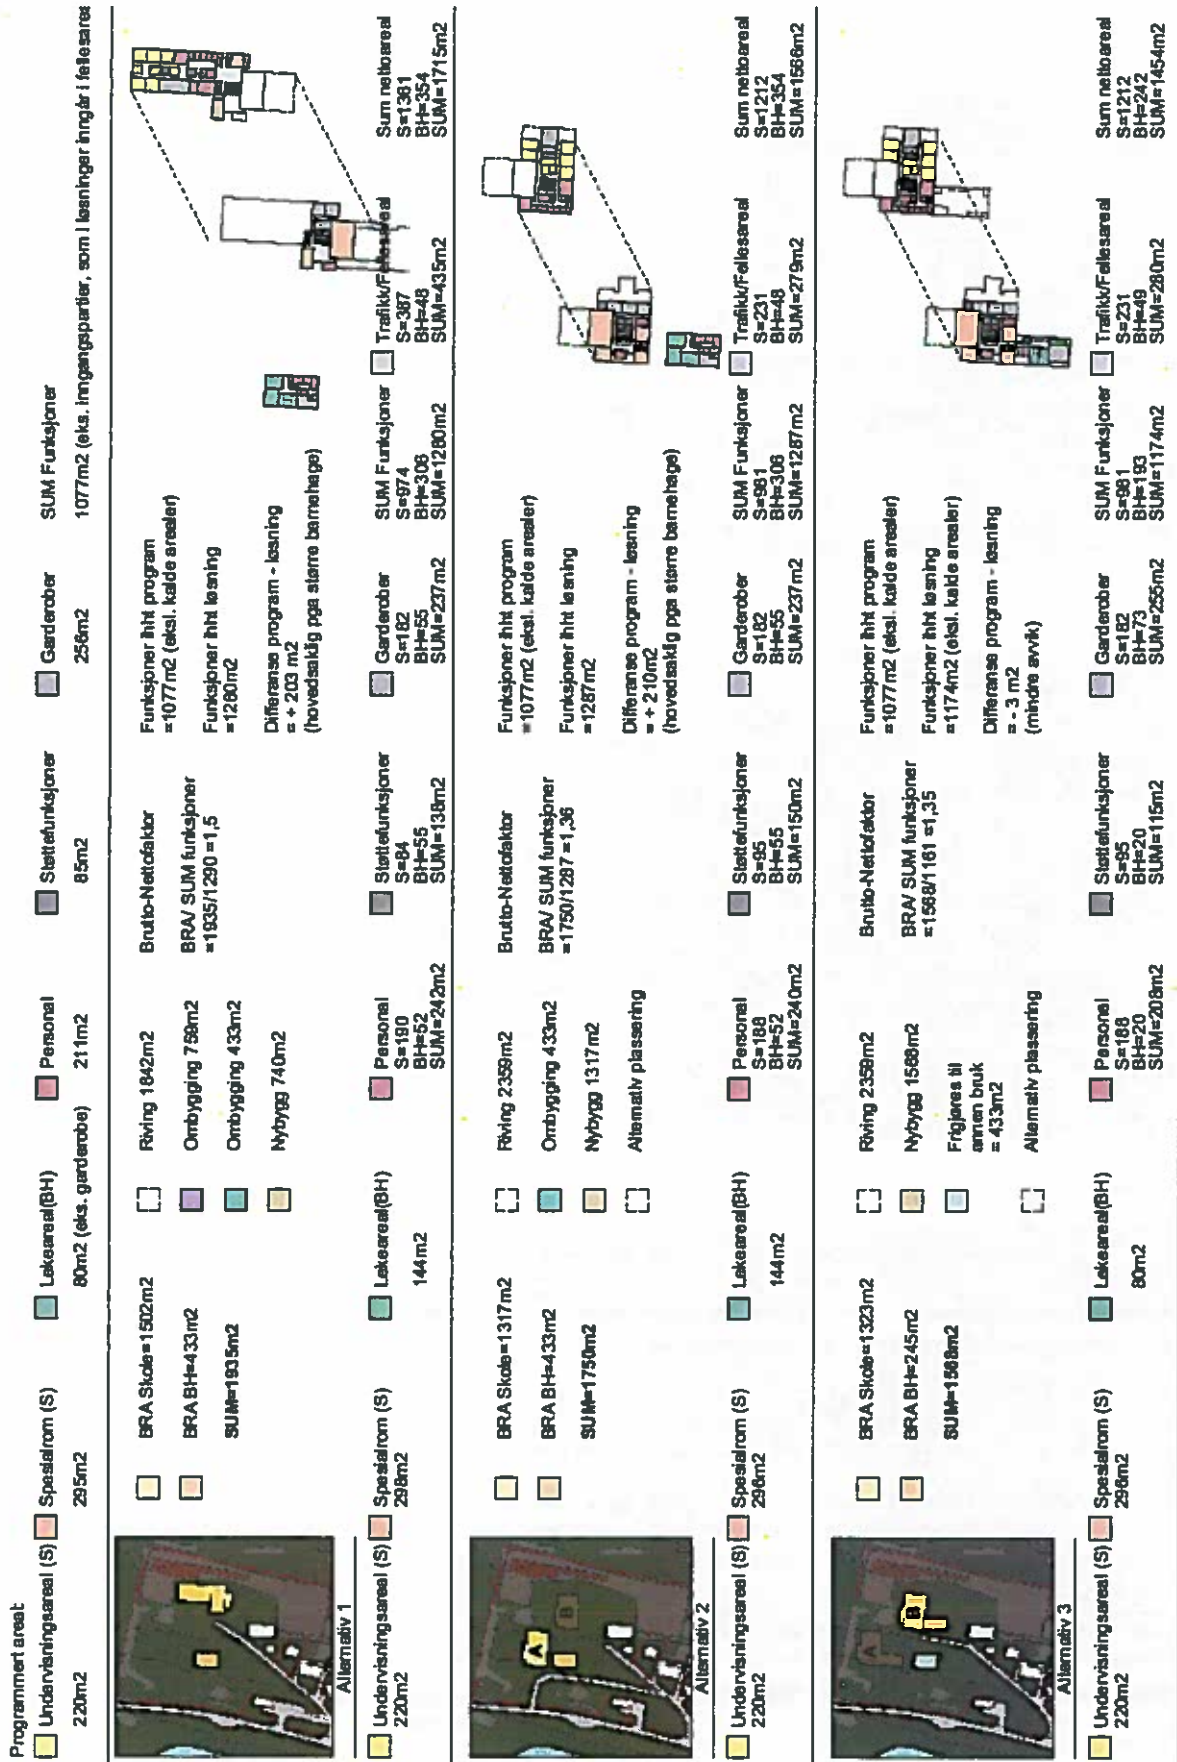 Programmert areal:
Undervisningsareal (S)
220m2
Spesialrom (S)
295m2
Lekeareal(BH)
80m2 (eks. garderobe)
Personal
211m2
Støttefunksjoner
85m2
Garderober
256m2
SUM Funksjoner
1077m2 (eks. inngangspartier, som i løsninger inngår i fellesarea
Alternativ 1
BRA Skole=1502m2
BRA BH=433m2
SUM=1935m2
Riving 1842m2
Ombygging 759m2
Ombygging 433m2
Nybygg 740m2
Brutto-Nettofaktor
BRA/ SUM funksjoner
=1935/1290 =1,5
Funksjoner ihht program
=1077m2 (eksl. kalde arealer)
Funksjoner ihht løsning
=1280m2
Differanse program - løsning
= + 203 m2
(hovedsaklig pga større barnehage)
Undervisningsareal (S)
220m2
Spesialrom (S)
298m2
Lekeareal(BH)
144m2
Personal
S=190
BH=52
SUM=242m2
Støttefunksjoner
S=84
BH=55
SUM=138m2
Garderober
S=182
BH=55
SUM=237m2
SUM Funksjoner
S=974
BH=306
SUM=1280m2
Trafikk/Fellesareal
S=387
BH=48
SUM=435m2
Sum nettoareal
S=1361
BH=354
SUM=1715m2
A
B
Alternativ 2
BRA Skole=1317m2
BRA BH=433m2
SUM=1750m2
Riving 2359m2
Ombygging 433m2
Nybygg 1317m2
Alternativ plassering
Brutto-Nettofaktor
BRA/ SUM funksjoner
=1750/1287 =1,36
Funksjoner ihht program
=1077m2 (eksl. kalde arealer)
Funksjoner ihht løsning
=1287m2
Differanse program - løsning
= + 210m2
(hovedsaklig pga større barnehage)
Undervisningsareal (S)
220m2
Spesialrom (S)
296m2
Lekeareal(BH)
144m2
Personal
S=188
BH=52
SUM=240m2
Støttefunksjoner
S=95
BH=55
SUM=150m2
Garderober
S=182
BH=55
SUM=237m2
SUM Funksjoner
S=981
BH=306
SUM=1287m2
Trafikk/Fellesareal
S=231
BH=48
SUM=279m2
Sum nettoareal
S=1212
BH=354
SUM=1566m2
A
B
Alternativ 3
BRA Skole=1323m2
BRA BH=245m2
SUM=1568m2
Riving 2359m2
Nybygg 1568m2
Frigjøres til
annen bruk
= 433m2
Alternativ plassering
Brutto-Nettofaktor
BRA/ SUM funksjoner
=1568/1161 =1,35
Funksjoner ihht program
=1077m2 (eksl. kalde arealer)
Funksjoner ihht løsning
=1174m2 (eksl. kalde arealer)
Differanse program - løsning
= - 3 m2
(mindre avvik)
Undervisningsareal (S)
220m2
Spesialrom (S)
296m2
Lekeareal(BH)
80m2
Personal
S=188
BH=20
SUM=208m2
Støttefunksjoner
S=95
BH=20
SUM=115m2
Garderober
S=182
BH=73
SUM=255m2
SUM Funksjoner
S=981
BH=193
SUM=1174m2
Trafikk/Fellesareal
S=231
BH=49
SUM=280m2
Sum nettoareal
S=1212
BH=242
SUM=1454m2